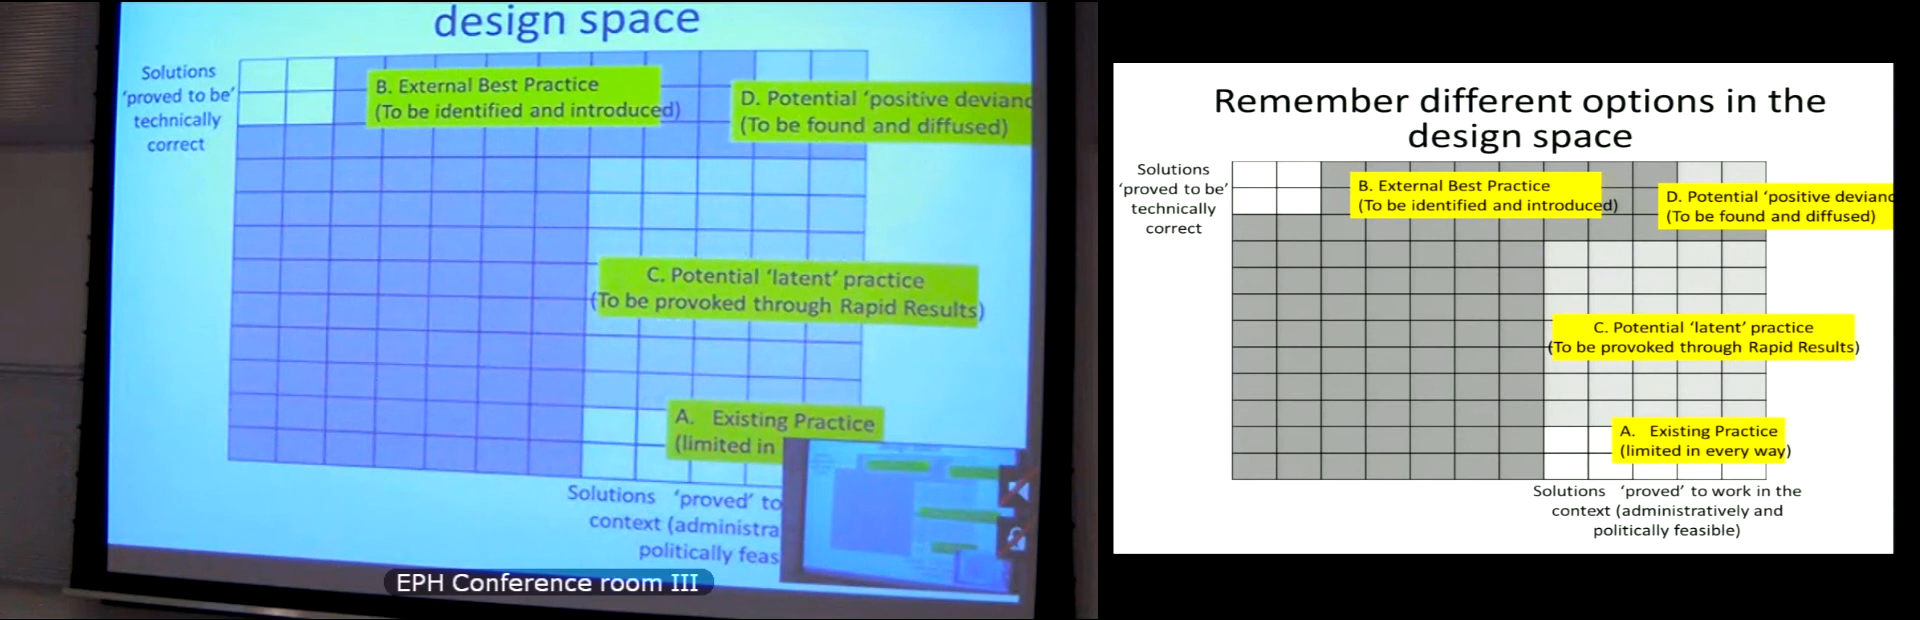 design space
Solutions
'proved to be'
technically
correct
B. External Best Practice
(To be identified and introduced)
D. Potential 'positive devianc
(To be found and diffused)
C. Potential 'latent' practice
(To be provoked through Rapid Results)
A. Existing Practice
(limited in
Solutions 'proved' to
context (administra
politically feas
EPH Conference room III
Remember different options in the
design space
Solutions
'proved to be'
technically
correct
B. External Best Practice
(To be identified and introduced)
D. Potential 'positive devianc
(To be found and diffused)
C. Potential 'latent' practice
(To be provoked through Rapid Results)
A. Existing Practice
(limited in every way)
Solutions 'proved' to work in the
context (administratively and
politically feasible)